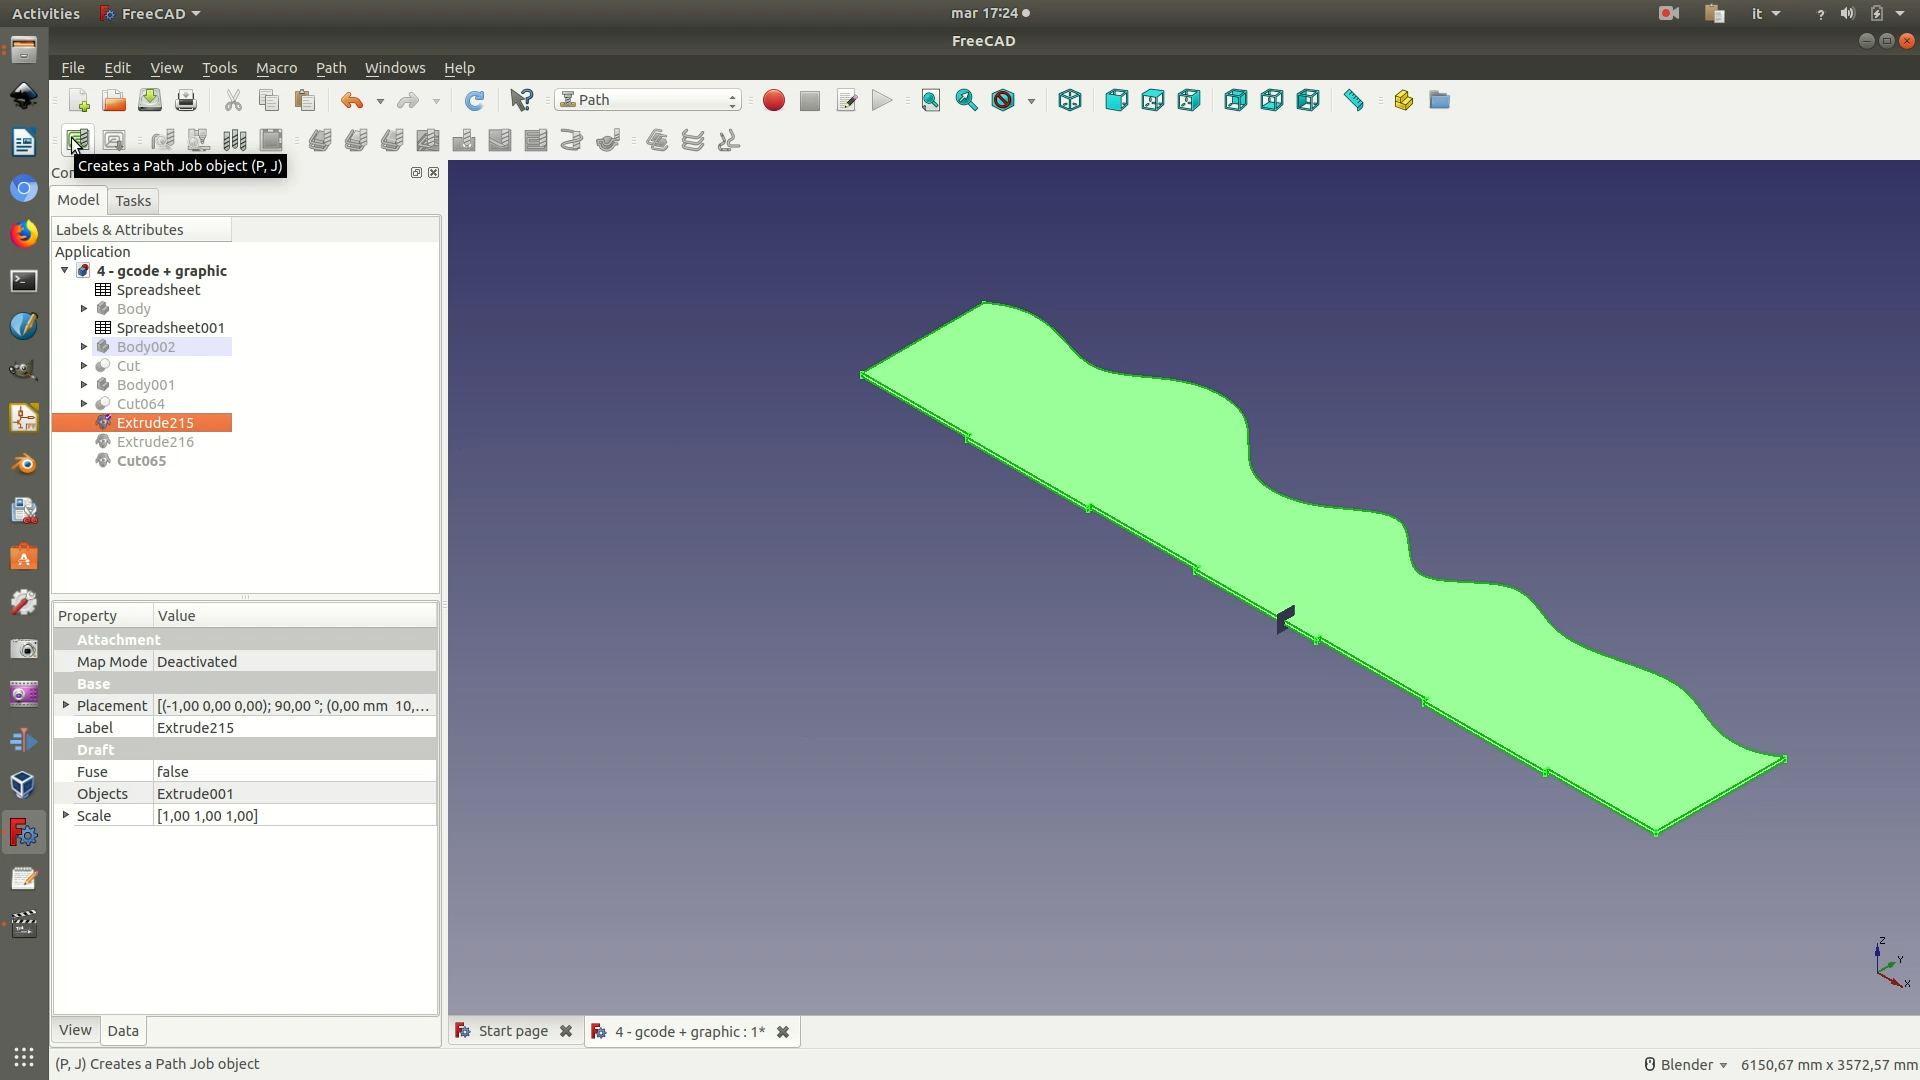 Activities FreeCAD mar 17:24 it ?
FreeCAD
File Edit View Tools Macro Path Windows Help
Path
Creates a Path Job object (P, J)
Model Tasks
Labels & Attributes
Application
4 - gcode + graphic
Spreadsheet
Body
Spreadsheet001
Body002
Cut
Body001
Cut064
Extrude215
Extrude216
Cut065
Property Value
Attachment
Map Mode Deactivated
Base
Placement [(-1,00 0,00 0,00); 90,00 °; (0,00 mm 10,...
Label Extrude215
Draft
Fuse false
Objects Extrude001
Scale [1,00 1,00 1,00]
Z
Y
X
View Data
Start page 4 - gcode + graphic : 1*
(P, J) Creates a Path Job object Blender 6150,67 mm x 3572,57 mm